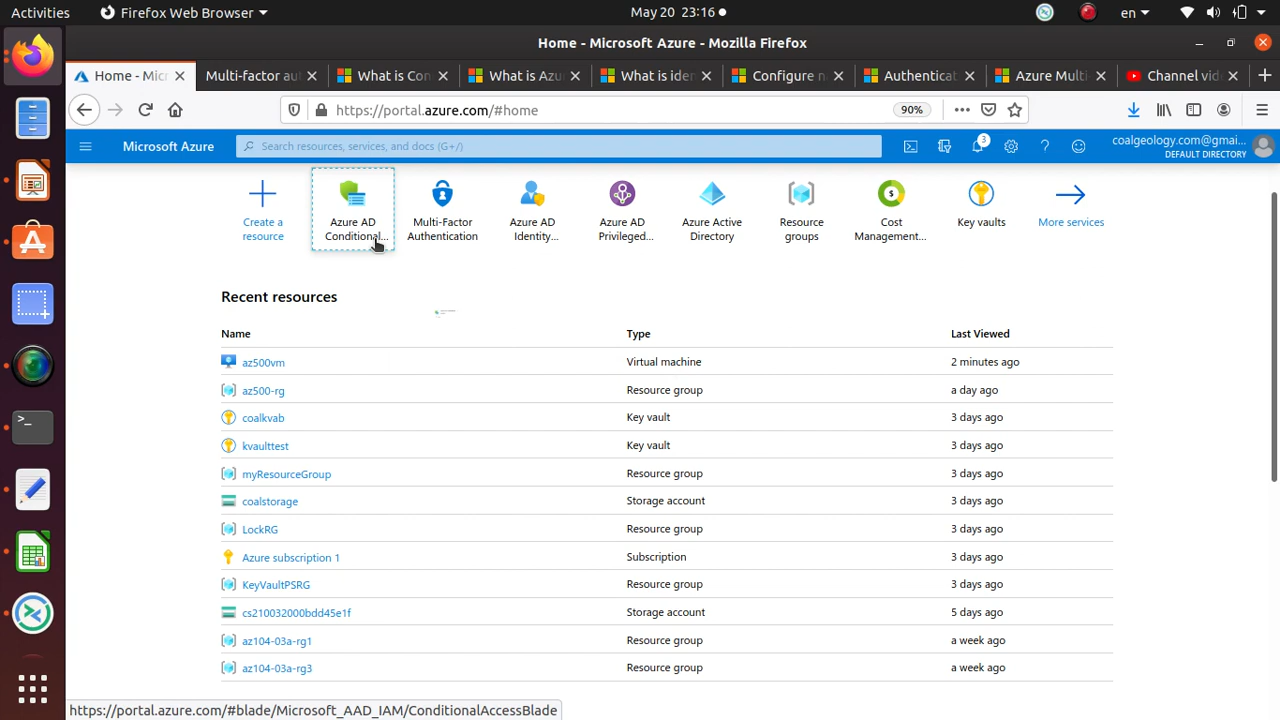 Activities
Firefox Web Browser
May 20 23:16
en
Home - Microsoft Azure - Mozilla Firefox
Home - Mic
Multi-factor au
What is Con
What is Azu
What is ide
Configure n
Authenticat
Azure Multi
Channel vid
https://portal.azure.com/#home
90%
Microsoft Azure
Search resources, services, and docs (G+/)
3
coalgeology.com@gmai...
DEFAULT DIRECTORY
Create a
resource
Azure AD
Conditional...
Multi-Factor
Authentication
Azure AD
Identity...
Azure AD
Privileged...
Azure Active
Directory
Resource
groups
Cost
Management...
Key vaults
More services
Recent resources
Name Type Last Viewed
az500vm Virtual machine 2 minutes ago
az500-rg Resource group a day ago
coalkvab Key vault 3 days ago
kvaulttest Key vault 3 days ago
myResourceGroup Resource group 3 days ago
coalstorage Storage account 3 days ago
LockRG Resource group 3 days ago
Azure subscription 1 Subscription 3 days ago
KeyVaultPSRG Resource group 3 days ago
cs210032000bdd45e1f Storage account 5 days ago
az104-03a-rg1 Resource group a week ago
az104-03a-rg3 Resource group a week ago
https://portal.azure.com/#blade/Microsoft_AAD_IAM/ConditionalAccessBlade